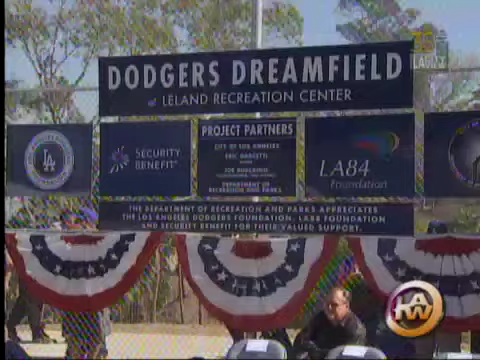 DODGERS DREAMFIELD
at LELAND RECREATION CENTER
LA
SECURITY
BENEFIT
PROJECT PARTNERS
CITY OF LOS ANGELES
ERIC GARCETTI
MAYOR
JOE BUSCAINO
DEPARTMENT OF
RECREATION AND PARKS
LA84
Foundation
THE DEPARTMENT OF RECREATION AND PARKS APPRECIATES
THE LOS ANGELES DODGERS FOUNDATION, LA84 FOUNDATION
AND SECURITY BENEFIT FOR THEIR VALUED SUPPORT.
LATW